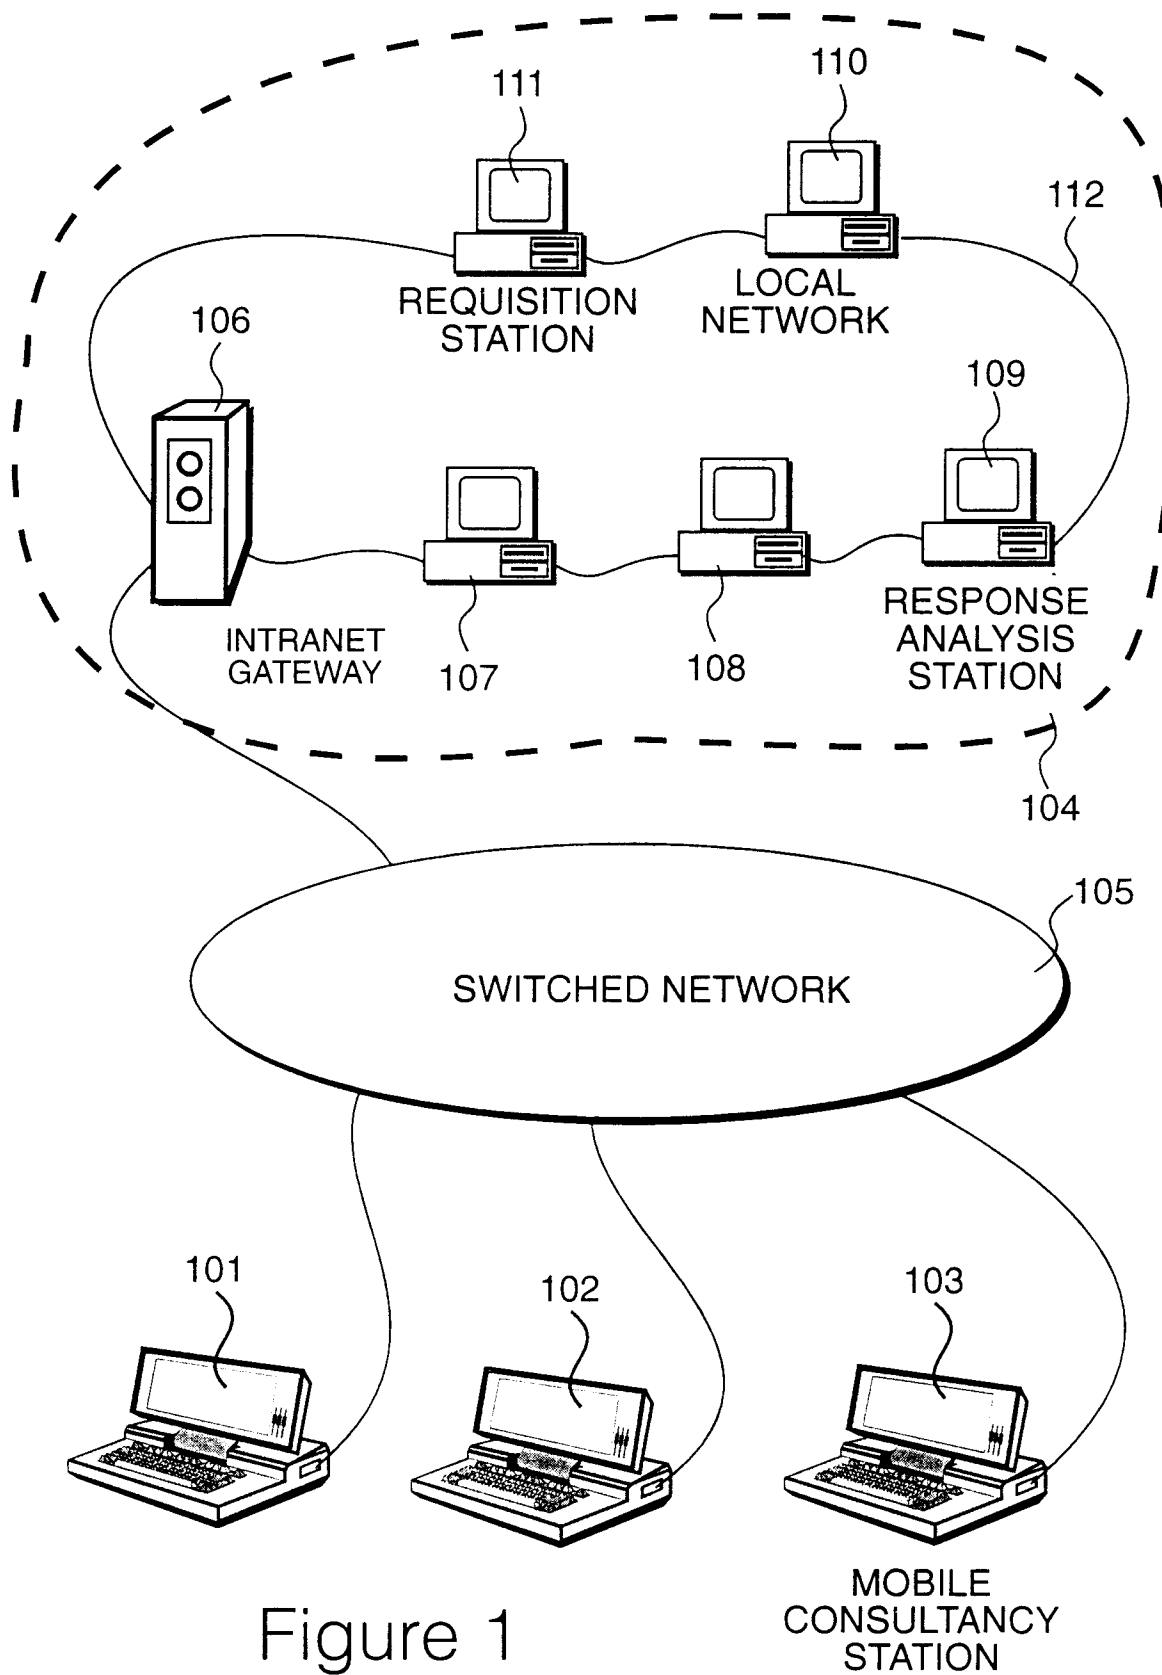 111
110
112
REQUISITION
STATION
LOCAL
NETWORK
106
109
INTRANET
GATEWAY
107
108
RESPONSE
ANALYSIS
STATION
104
105
SWITCHED NETWORK
101
102
103
MOBILE
CONSULTANCY
STATION
Figure 1